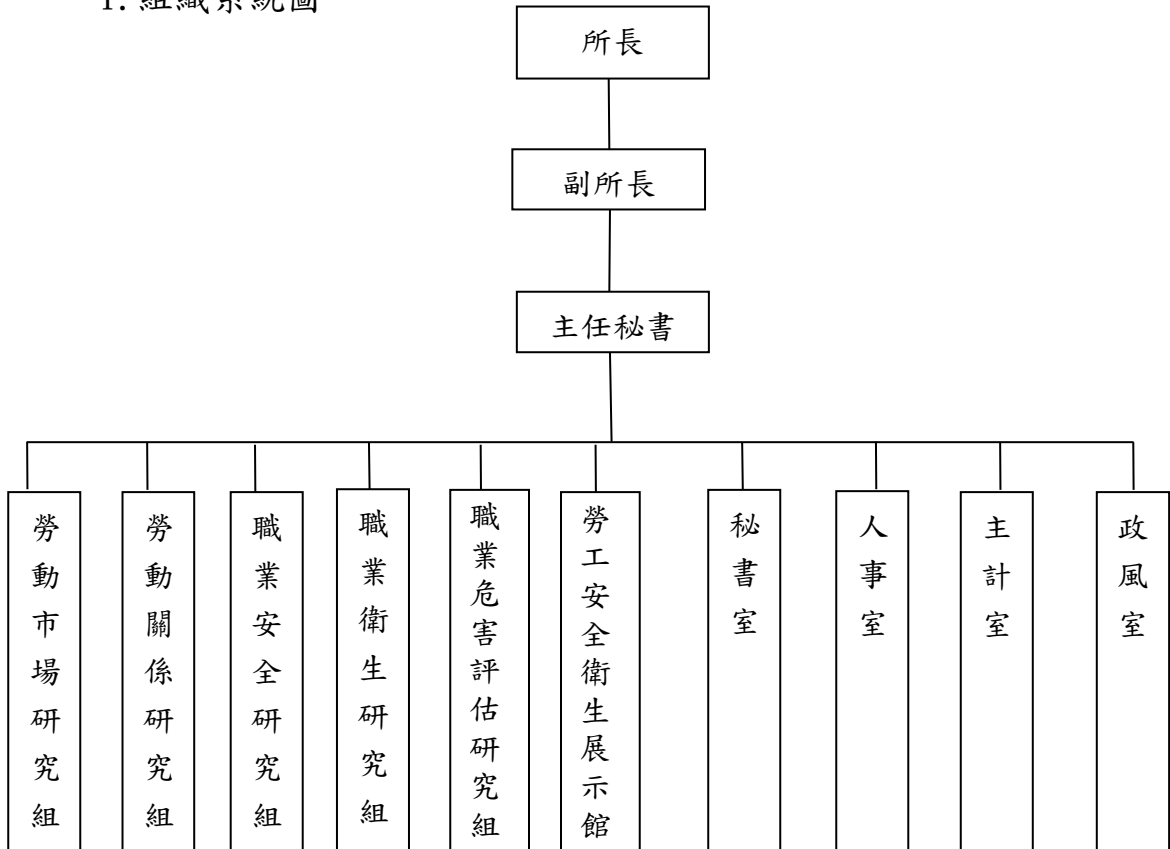 1. 組織系統圖
所長
副所長
主任秘書
勞動市場研究組
勞動關係研究組
職業安全研究組
職業衛生研究組
職業危害評估研究組
勞工安全衛生展示館
秘書室
人事室
主計室
政風室